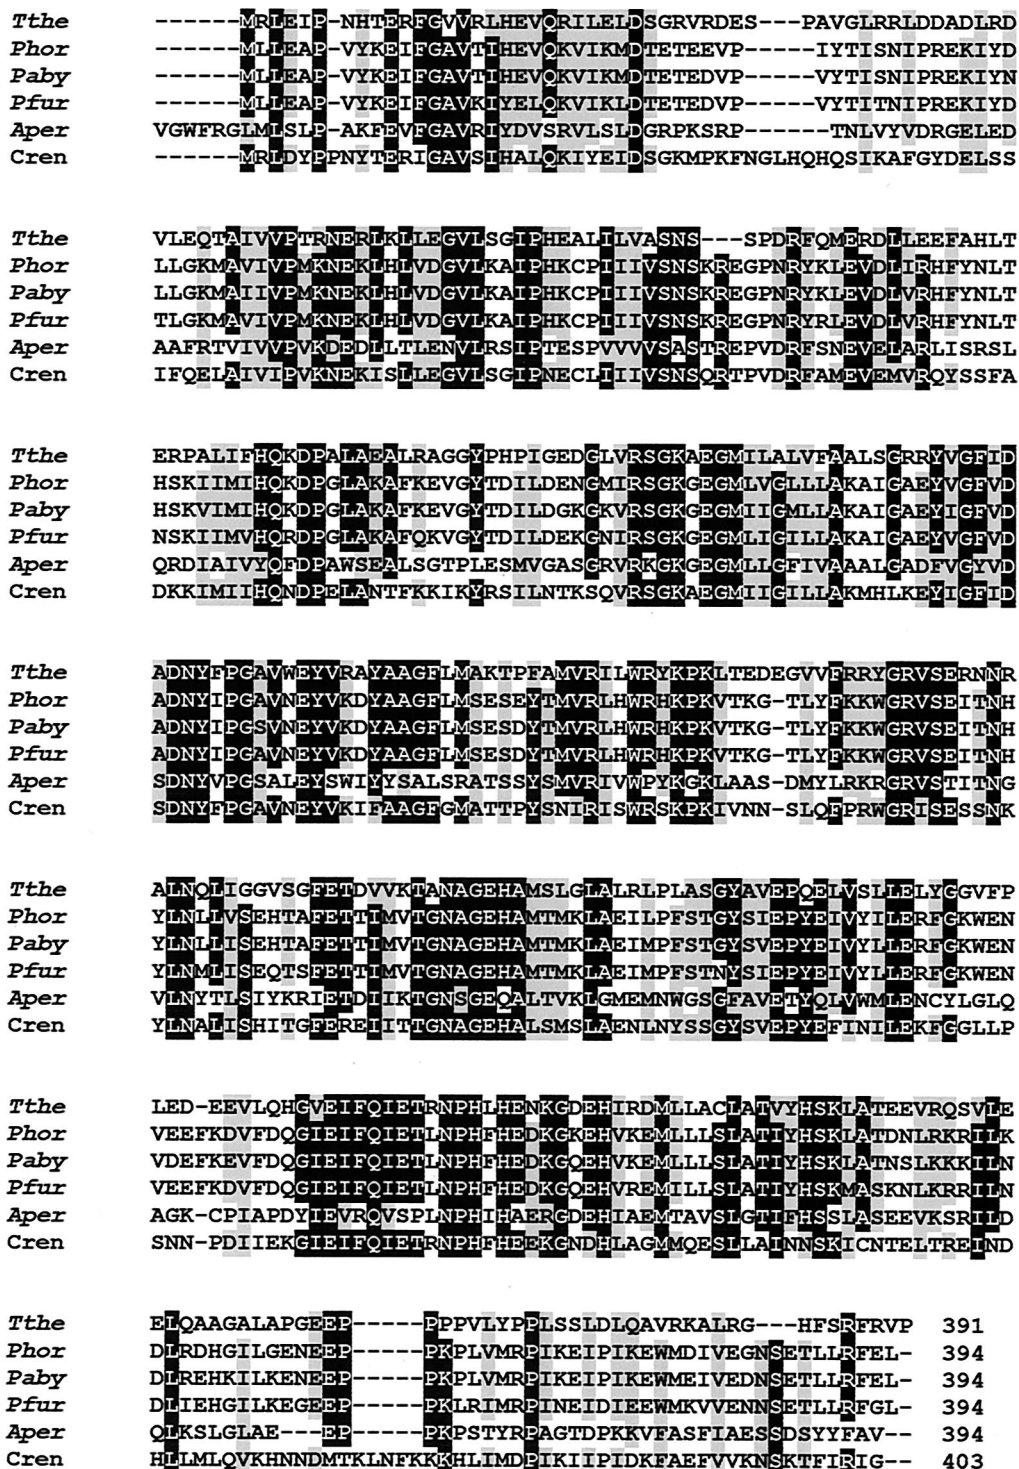 Tthe ------MRLEIP-NHTERFGVVRLHEVQRILELDSGRVRDES---PAVGLRRLDDADLRD
Phor ------MLLEAP-VYKEIFGAVTIHEVQKVIKMDTETEEVP-----IYTISNIPREKIYD
Paby ------MLLEAP-VYKEIFGAVTIHEVQKVIKMDTETEDVP-----VYTISNIPREKIYN
Pfur ------MLLEAP-VYKEIFGAVKIYELQKVIKLDTETEDVP-----VYTITNIPREKIYD
Aper VGWFRGLMLSLP-AKFEVFGAVRIYDVSRVLSLDGRPKSRP------TNLVYVDRGELED
Cren ------MRLDYPPNYTERIGAVSIHALQKIYEIDSGKMPKFNGLHQHQSIKAFGYDELSS
Tthe VLEQTAIVVPTRNERLKLLEGVLSGIPHEALILVASNS---SPDRFQMERDLLEEFAHLT
Phor LLGKMAVIVPMKNEKLHLVDGVLKAIPHKCPIIIVSNSKREGPNRYKLEVDLIRHFYNLT
Paby LLGKMAIIVPMKNEKLHLVDGVLKAIPHKCPIIIVSNSKREGPNRYKLEVDLVRHFYNLT
Pfur TLGKMAVIVPMKNEKLHLVDGVLKAIPHKCPIIIVSNSKREGPNRYRLEVDLVRHFYNLT
Aper AAFRTVIVVPVKDEDLLTLENVLRSIPTESPVVVVSASTREPVDRFSNEVELARLISRSL
Cren IFQELAIVIPVKNEKISLLEGVLSGIPNECLIIIVSNSQRTPVDRFAMEVEMVRQYSSFA
Tthe ERPALIFHQKDPALAEALRAGGYPHPIGEDGLVRSGKAEGMILALVFAALSGRRYVGFID
Phor HSKIIMIHQKDPGLAKAFKEVGYTDILDENGMIRSGKGEGMLVGLLLAKAIGAEYVGFVD
Paby HSKVIMIHQKDPGLAKAFKEVGYTDILDGKGKVRSGKGEGMIIGMLLAKAIGAEYIGFVD
Pfur NSKIIMVHQRDPGLAKAFQKVGYTDILDEKGNIRSGKGEGMLIGILLAKAIGAEYVGFVD
Aper QRDIAIVYQFDPAWSEALSGTPLESMVGASGRVRKGKGEGMLLGFIVAAALGADFVGYVD
Cren DKKIMIIHQNDPELANTFKKIKYRSILNTKSQVRSGKAEGMIIGILLAKMHLKEYIGFID
Tthe ADNYFPGAVWEYVRAYAAGFLMAKTPFAMVRILWRYKPKLTEDEGVVFRRYGRVSERNNR
Phor ADNYIPGAVNEYVKDYAAGFLMSESEYTMVRLHWRHKPKVTKG-TLYFKKWGRVSEITNH
Paby ADNYIPGSVNEYVKDYAAGFLMSESDYTMVRLHWRHKPKVTKG-TLYFKKWGRVSEITNH
Pfur ADNYIPGAVNEYVKDYAAGFLMSESDYTMVRLHWRHKPKVTKG-TLYFKKWGRVSEITNH
Aper SDNYVPGSALEYSWIYYSALSRATSSYSMVRIVWPYKGKLAAS-DMYLRKRGRVSTITNG
Cren SDNYFPGAVNEYVKIFAAGFGMATTPYSNIRISWRSKPKIVNN-SLQFPRWGRISESSNK
Tthe ALNQLIGGVSGFETDVVKTANAGEHAMSLGLALRLPLASGYAVEPQELVSLLELYGGVFP
Phor YLNLLVSEHTAFETTIMVTGNAGEHAMTMKLAEILPFSTGYSIEPYEIVYILERFGKWEN
Paby YLNLLISEHTAFETTIMVTGNAGEHAMTMKLAEIMPFSTGYSVEPYEIVYLLERFGKWEN
Pfur YLNMLISEQTSFETTIMVTGNAGEHAMTMKLAEIMPFSTNYSIEPYEIVYLLERFGKWEN
Aper VLNYTLSIYKRIETDIIKTGNSGEQALTVKLGMEMNWGSGFAVETYQLVWMLENCYLGLQ
Cren YLNALISHITGFEREIITTGNAGEHALSMSLAENLNYSSGYSVEPYEFINILEKFGGLLP
Tthe LED-EEVLQHGVEIFQIETRNPHLHENKGDEHIRDMLLACLATVYHSKLATEEVRQSVLE
Phor VEEFKDVFDQGIEIFQIETLNPHFHEDKGKEHVKEMLLLSLATIYHSKLATDNLRKRILK
Paby VDEFKEVFDQGIEIFQIETLNPHFHEDKGQEHVKEMLLLSLATIYHSKLATNSLKKKILN
Pfur VEEFKDVFDQGIEIFQIETLNPHFHEDKGQEHVREMILLSLATIYHSKMASKNLKRRILN
Aper AGK-CPIAPDYIEVRQVSPLNPHIHAERGDEHIAEMTAVSLGTIFHSSLASEEVKSRILD
Cren SNN-PDIIEKGIEIFQIETRNPHFHEEKGNDHLAGMMQESLLAINNSKICNTELTREIND
Tthe ELQAAGALAPGEEP-----PPPVLYPPLSSLDLQAVRKALRG---HFSRFRVP 391
Phor DLRDHGILGENEEP-----PKPLVMRPIKEIPIKEWMDIVEGNSETLLRFEL- 394
Paby DLREHKILKENEEP-----PKPLVMRPIKEIPIKEWMEIVEDNSETLLRFEL- 394
Pfur DLIEHGILKEGEEP-----PKLRIMRPINEIDIEEWMKVVENNSETLLRFGL- 394
Aper QLKSLGLAE---EP-----PKPSTYRPAGTDPKKVFASFIAESSDSYYFAV-- 394
Cren HLLMLQVKHNNDMTKLNFKKKHLIMDPIKIIPIDKFAEFVVKNSKTFIRIG-- 403